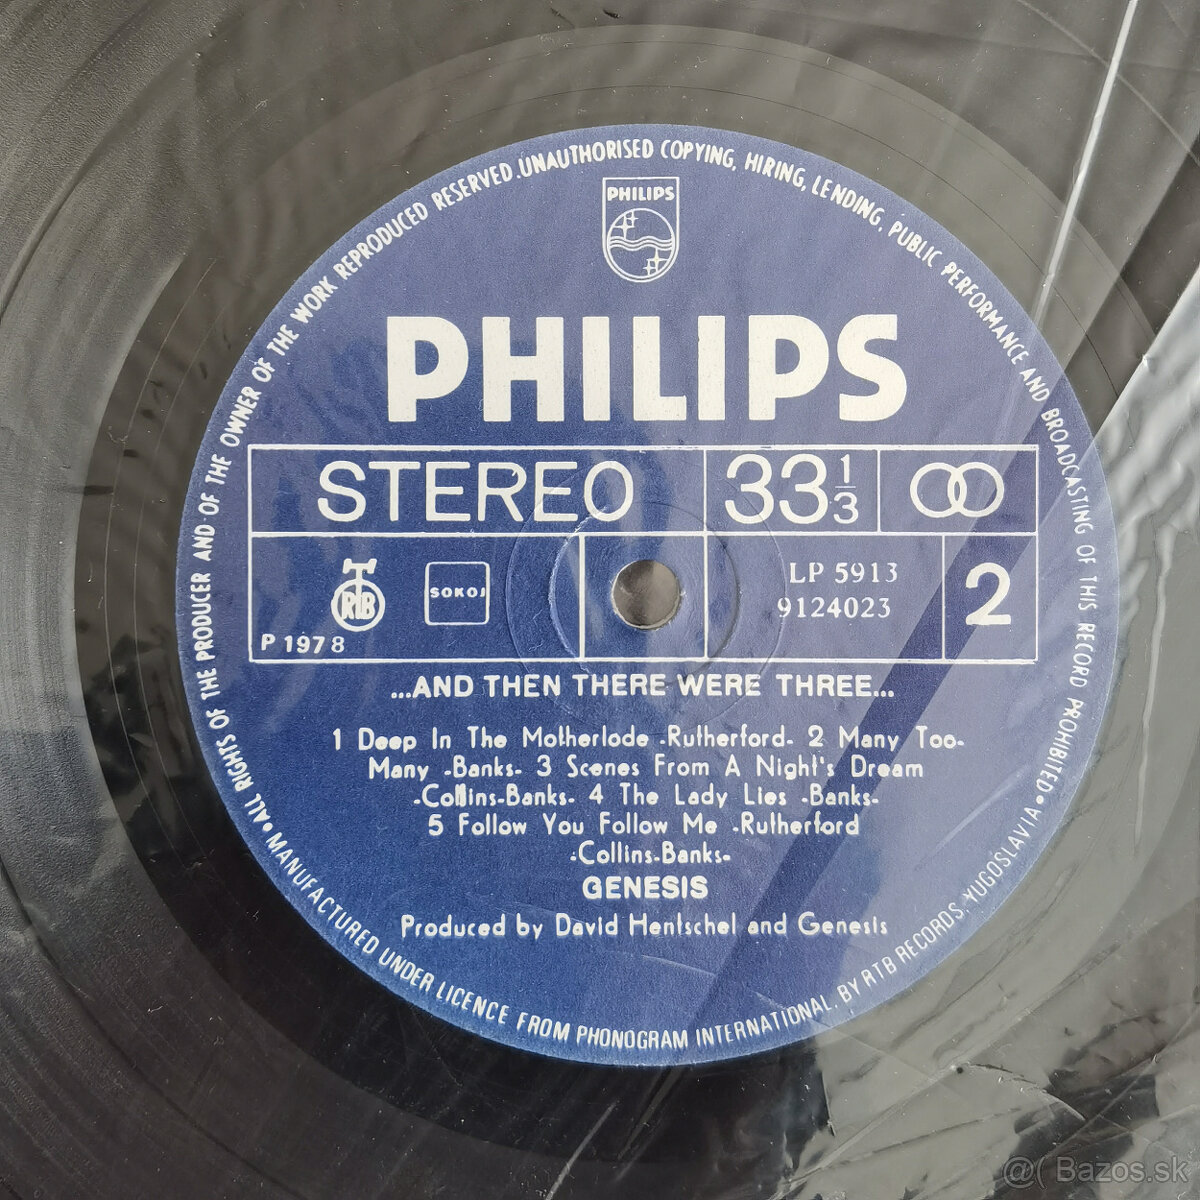 • ALL RIGHTS OF THE PRODUCER AND OF THE OWNER OF THE WORK REPRODUCED RESERVED. UNAUTHORISED COPYING, HIRING, LENDING, PUBLIC PERFORMANCE AND BROADCASTING OF THIS RECORD PROHIBITED •
PHILIPS
PHILIPS
STEREO 33 1/3
RTB SOKOJ LP 5913
9124023 2
P 1978
...AND THEN THERE WERE THREE...
1 Deep In The Motherlode -Rutherford- 2 Many Too-
Many -Banks- 3 Scenes From A Night's Dream
-Collins-Banks- 4 The Lady Lies -Banks-
5 Follow You Follow Me -Rutherford
-Collins-Banks-
GENESIS
Produced by David Hentschel and Genesis
MANUFACTURED UNDER LICENCE FROM PHONOGRAM INTERNATIONAL, BY RTB RECORDS, YUGOSLAVIA
@( Bazos.sk